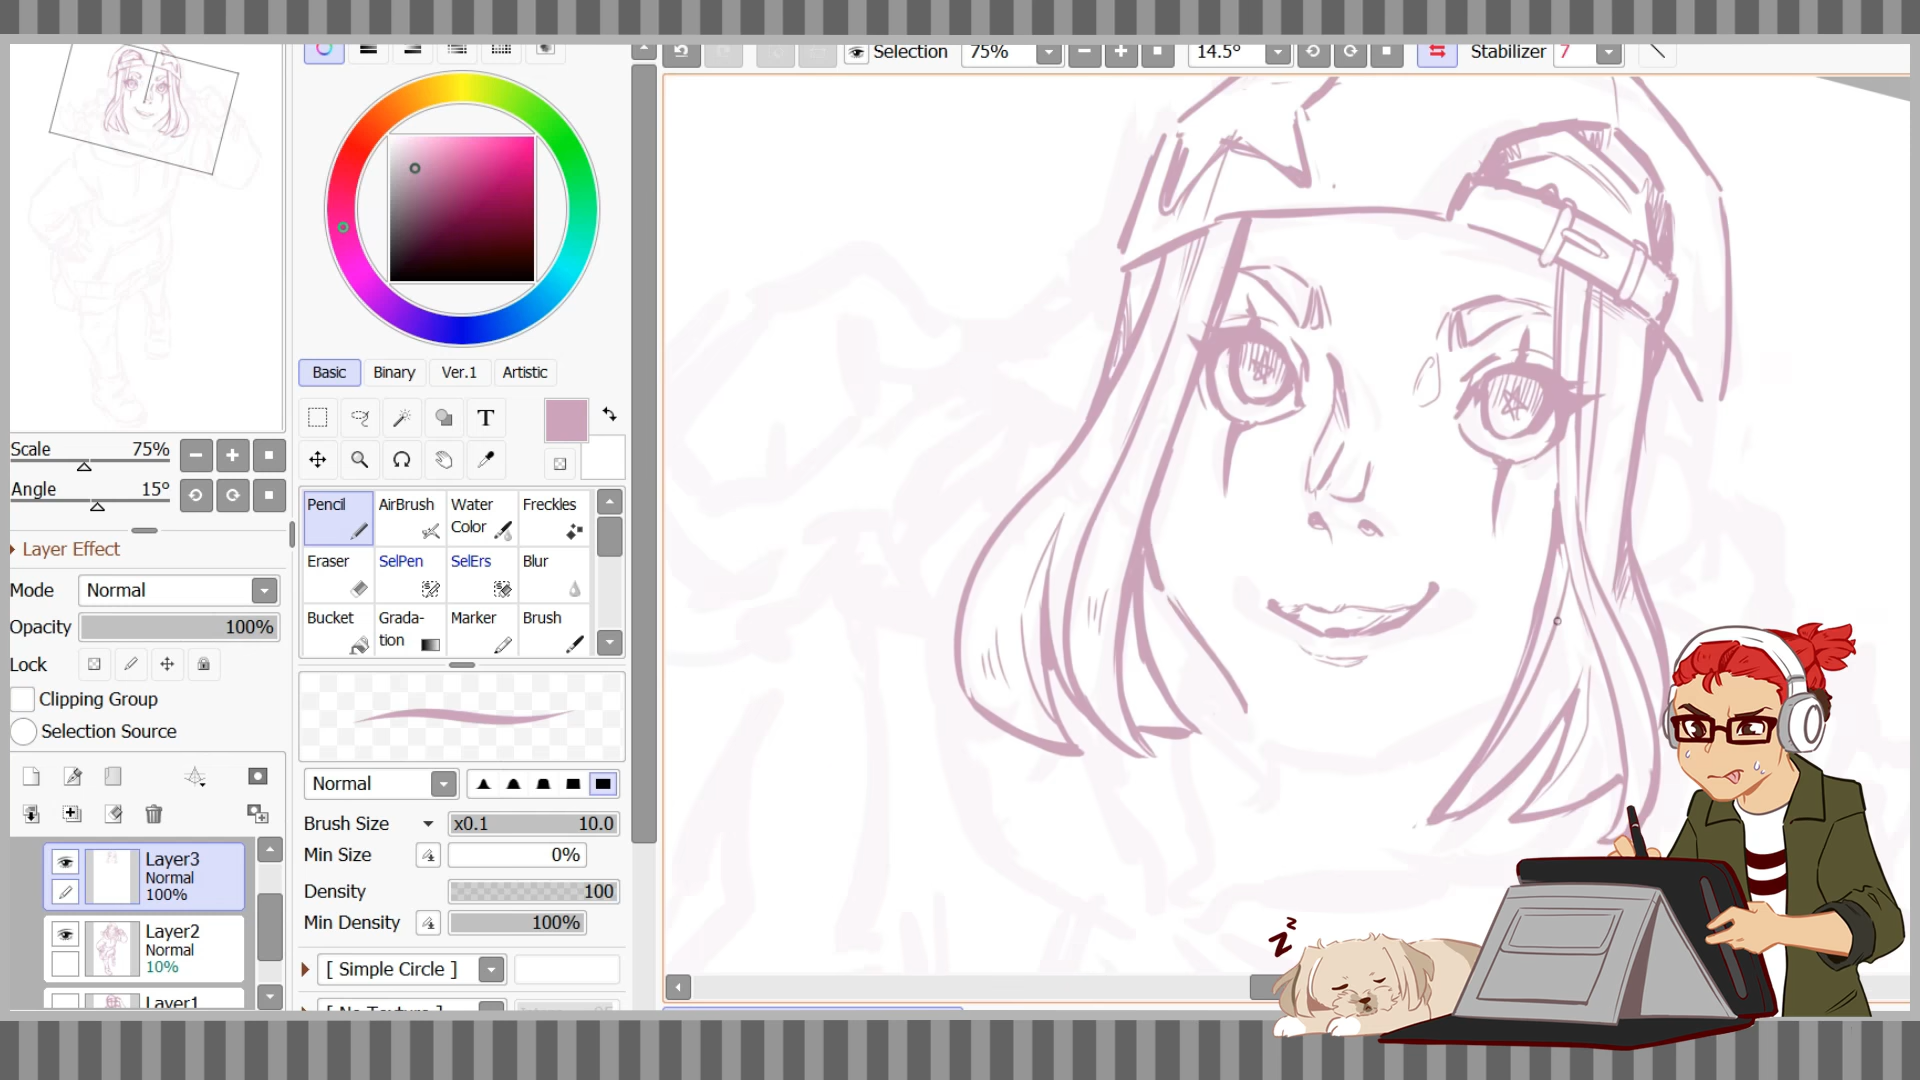 Selection 75% 14.5° Stabilizer 7
Basic Binary Ver.1 Artistic
T
Scale 75%
Angle 15°
Layer Effect
Mode Normal
Opacity 100%
Lock
Clipping Group
Selection Source
Pencil AirBrush Water Color Freckles
Eraser SelPen SelErs Blur
Bucket Grada-tion Marker Brush
Normal
Brush Size x0.1 10.0
Min Size 0%
Density 100
Min Density 100%
[ Simple Circle ]
[ No Texture ]
Layer3
Normal
100%
Layer2
Normal
10%
Layer1
z z